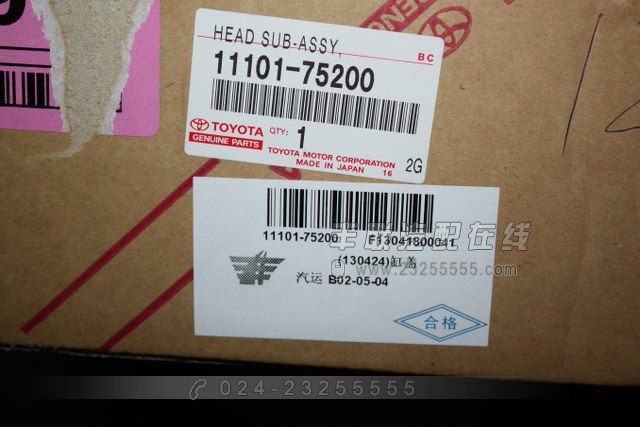 HEAD SUB-ASSY,
BC
11101-75200
TOYOTA
QTY: 1
GENUINE PARTS
TOYOTA MOTOR CORPORATION
MADE IN JAPAN 16
2G
11101-75200 F13041800041
(130424)缸盖
汽运 B02-05-04
合格
丰驰汽配在线
www.23255555.com
024-23255555